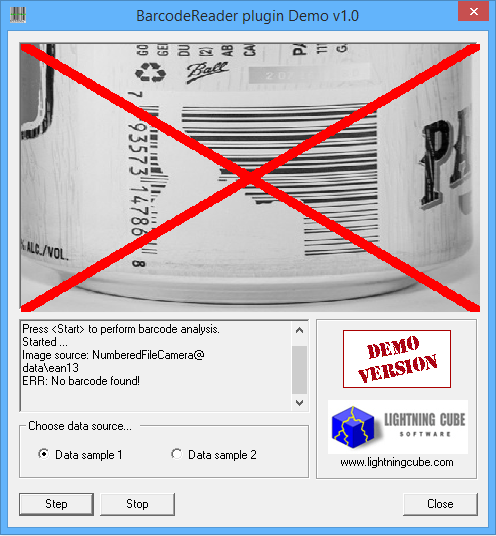 BarcodeReader plugin Demo v1.0
Ball
7 93573 14786 8
ALC./VOL.
PA
Press <Start> to perform barcode analysis.
Started ...
Image source: NumberedFileCamera@
data\ean13
ERR: No barcode found!
DEMO
VERSION
LIGHTNING CUBE
SOFTWARE
www.lightningcube.com
Choose data source...
Data sample 1
Data sample 2
Step
Stop
Close